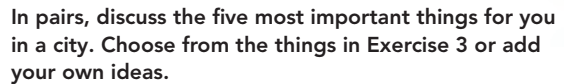 In pairs, discuss the five most important things for you
in a city. Choose from the things in Exercise 3 or add
your own ideas.